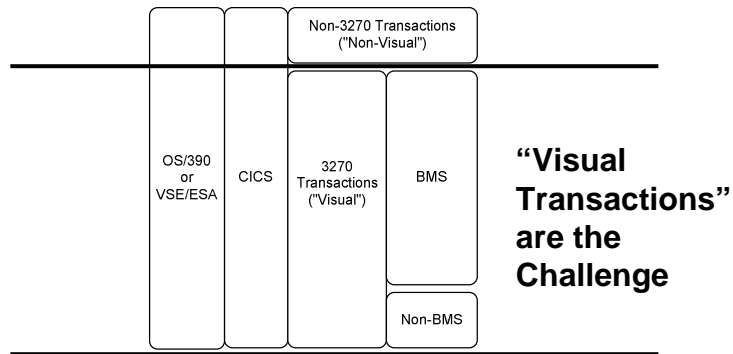 Non-3270 Transactions
("Non-Visual")
OS/390
or
VSE/ESA
CICS
3270
Transactions
("Visual")
BMS
Non-BMS
“Visual
Transactions”
are the
Challenge